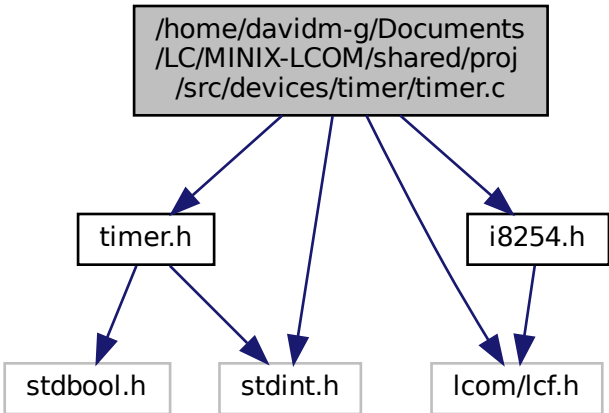 /home/davidm-g/Documents
/LC/MINIX-LCOM/shared/proj
/src/devices/timer/timer.c
timer.h
i8254.h
stdbool.h
stdint.h
lcom/lcf.h